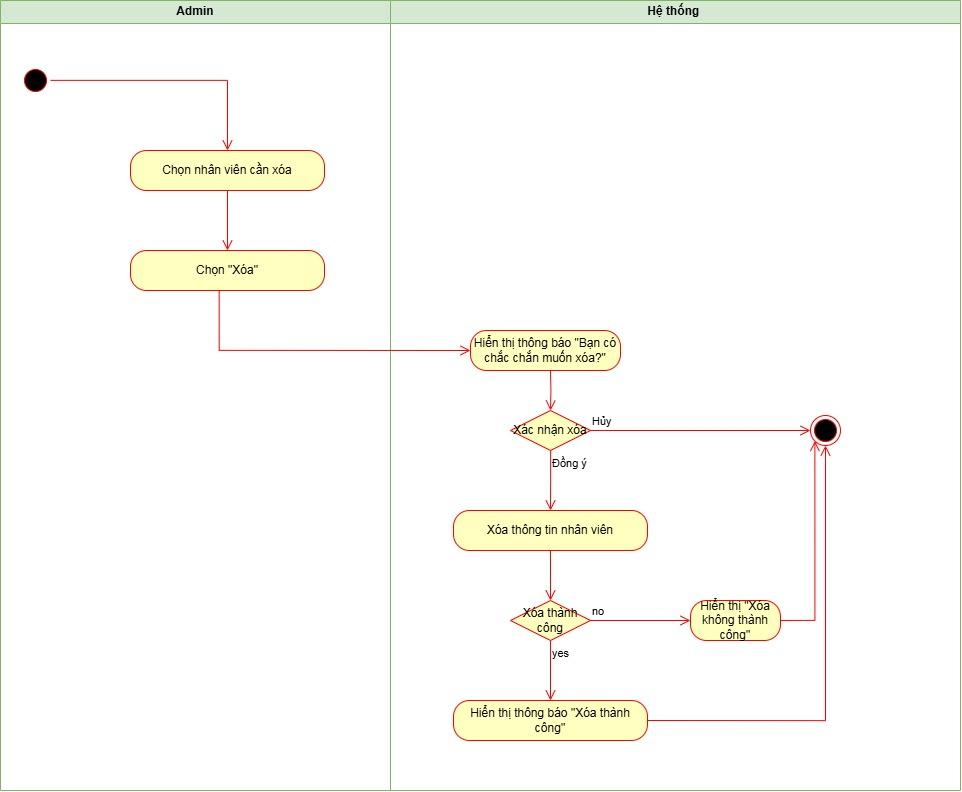 Admin
Hệ thống
Chọn nhân viên cần xóa
Chọn "Xóa"
Hiển thị thông báo "Bạn có
chắc chắn muốn xóa?"
Xác nhận xóa
Hủy
Đồng ý
Xóa thông tin nhân viên
Xóa thành
công
no
Hiển thị "Xóa
không thành
công"
yes
Hiển thị thông báo "Xóa thành
công"